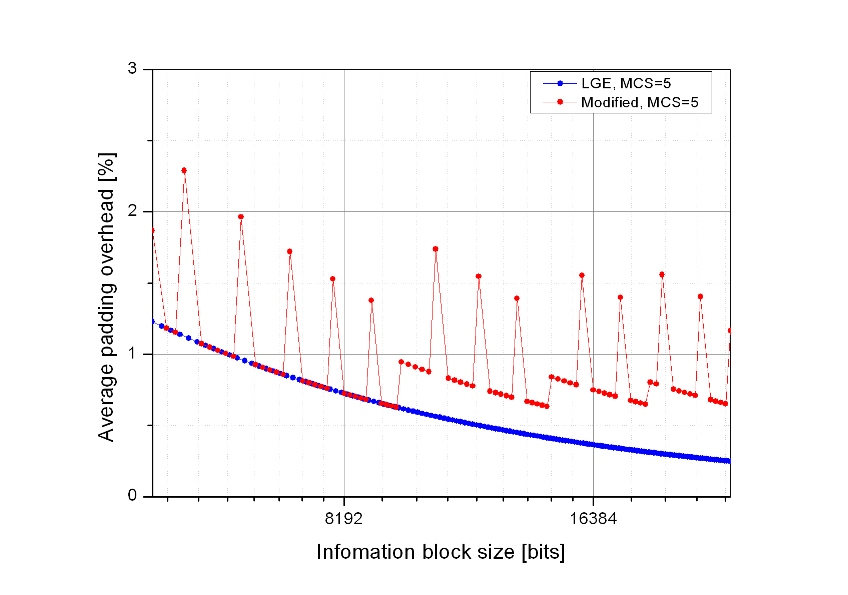 3
LGE, MCS=5
Modified, MCS=5
2
Average padding overhead [%]
1
0
8192
16384
Infomation block size [bits]